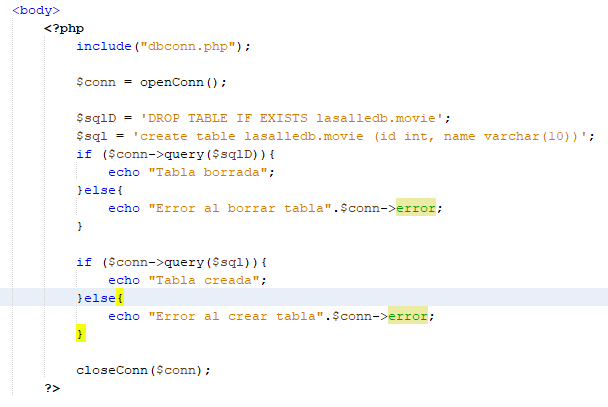 <body>
<?php
include("dbconn.php");
$conn = openConn();
$sqlD = 'DROP TABLE IF EXISTS lasalledb.movie';
$sql = 'create table lasalledb.movie (id int, name varchar(10))';
if ($conn->query($sqlD)){
echo "Tabla borrada";
}else{
echo "Error al borrar tabla".$conn->error;
}
if ($conn->query($sql)){
echo "Tabla creada";
}else{
echo "Error al crear tabla".$conn->error;
}
closeConn($conn);
?>